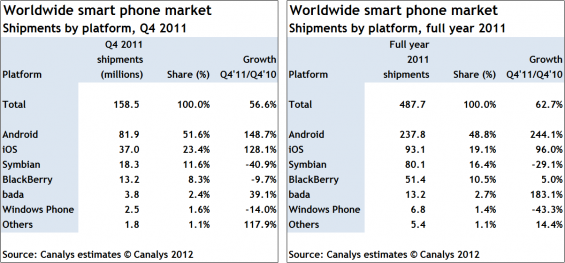 Worldwide smart phone market
Shipments by platform, Q4 2011
Q4 2011
shipments Growth
Platform (millions) Share (%) Q4'11/Q4'10
Total 158.5 100.0% 56.6%
Android 81.9 51.6% 148.7%
iOS 37.0 23.4% 128.1%
Symbian 18.3 11.6% -40.9%
BlackBerry 13.2 8.3% -9.7%
bada 3.8 2.4% 39.1%
Windows Phone 2.5 1.6% -14.0%
Others 1.8 1.1% 117.9%
Source: Canalys estimates © Canalys 2012
Worldwide smart phone market
Shipments by platform, full year 2011
Full year
2011 Growth
Platform shipments Share (%) Q4'11/Q4'10
Total 487.7 100.0% 62.7%
Android 237.8 48.8% 244.1%
iOS 93.1 19.1% 96.0%
Symbian 80.1 16.4% -29.1%
BlackBerry 51.4 10.5% 5.0%
bada 13.2 2.7% 183.1%
Windows Phone 6.8 1.4% -43.3%
Others 5.4 1.1% 14.4%
Source: Canalys estimates © Canalys 2012